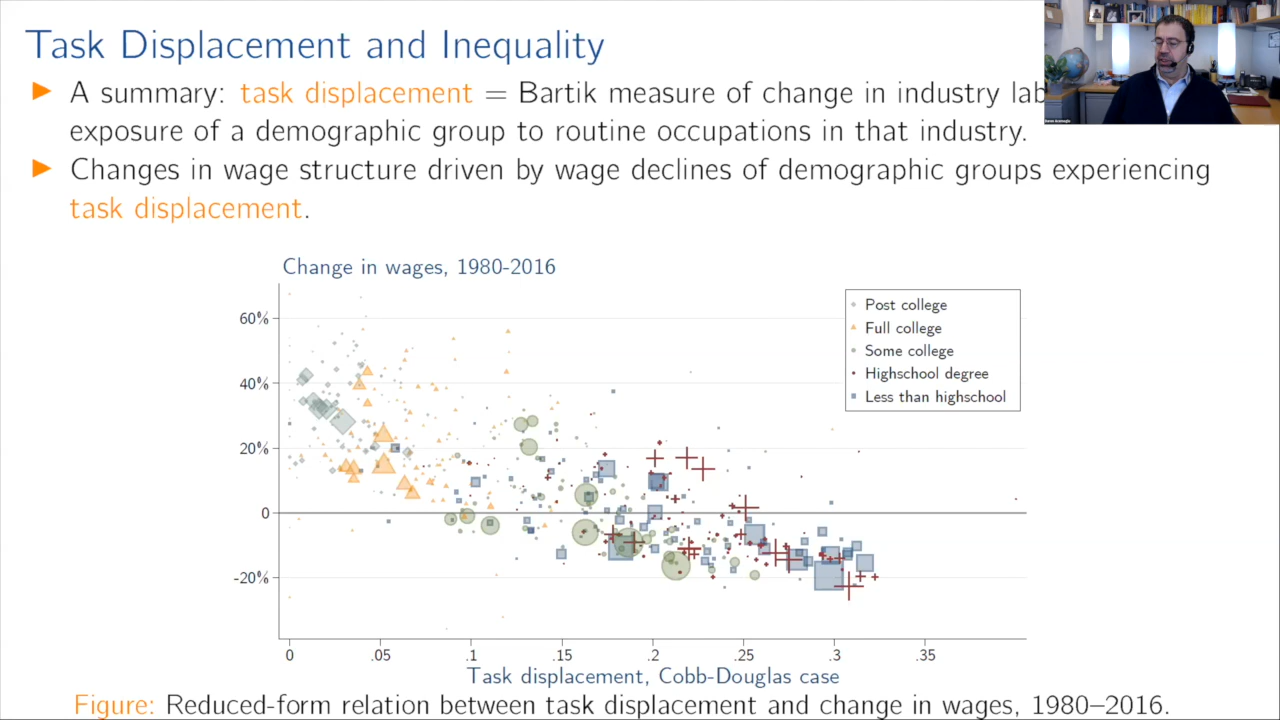 Task Displacement and Inequality
A summary: task displacement = Bartik measure of change in industry
exposure of a demographic group to routine occupations in that industry.
Changes in wage structure driven by wage declines of demographic groups experiencing
task displacement.
Change in wages, 1980-2016
60%
40%
20%
0
-20%
Post college
Full college
Some college
Highschool degree
Less than highschool
0 .05 .1 .15 .2 .25 .3 .35
Task displacement, Cobb-Douglas case
Figure: Reduced-form relation between task displacement and change in wages, 1980–2016.